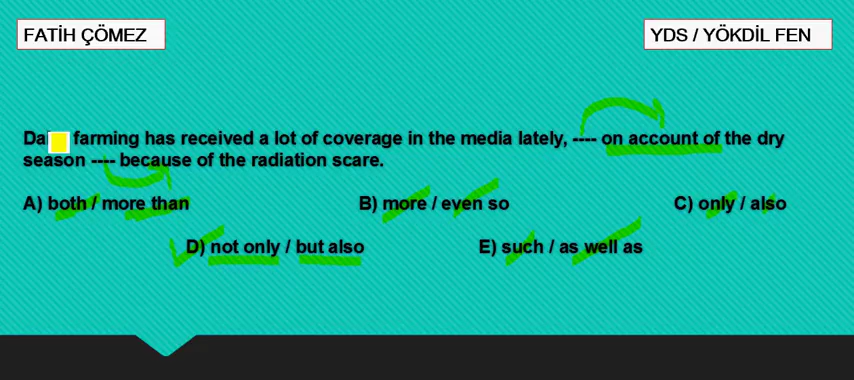 FATİH ÇÖMEZ
YDS / YÖKDİL FEN
farming has received a lot of coverage in the media lately, ---- on account of the dry
season ---- because of the radiation scare.
A) both / more than B) more / even so C) only / also
D) not only / but also E) such / as well as